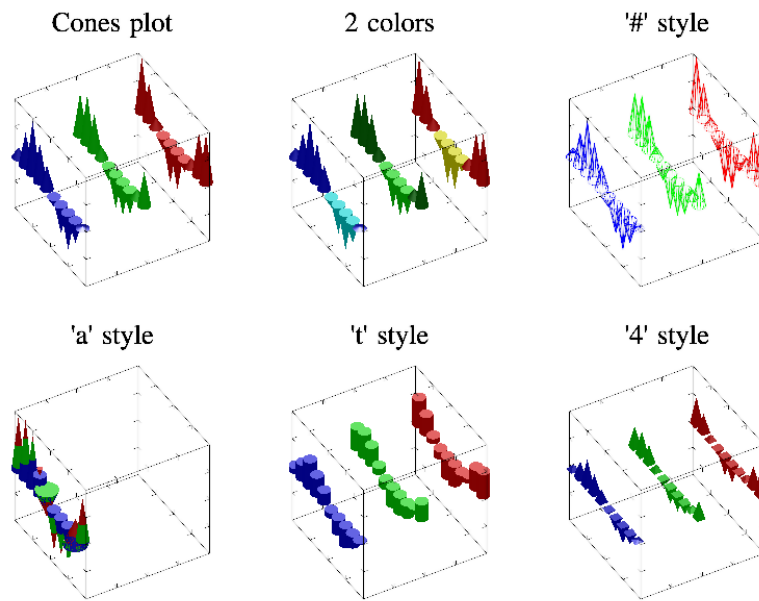 Cones plot
2 colors
'#' style
'a' style
't' style
'4' style